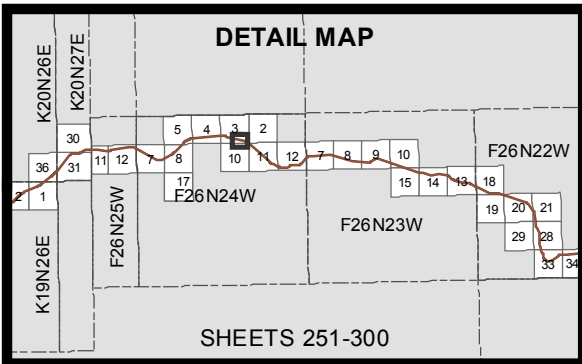 DETAIL MAP
K20N26E
K20N27E
5 4 3 2
30
36 31 11 12 7 8 10 11 12 7 8 9 10
F26N22W
2 1
17
F26N24W
15 14 13 18
F26N25W
19 20 21
F26N23W
29 28
K19N26E
33 34
SHEETS 251-300